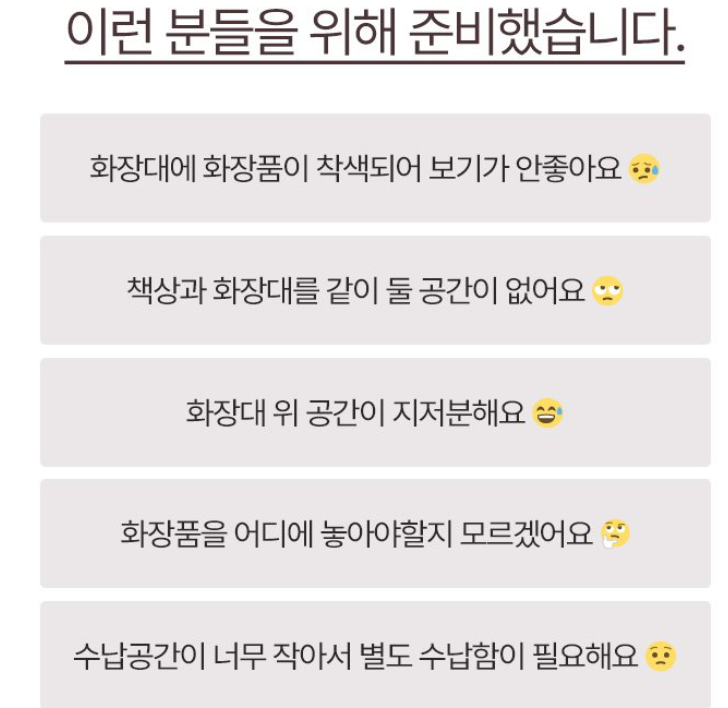 이런 분들을 위해 준비했습니다.
화장대에 화장품이 착색되어 보기가 안좋아요 😥
책상과 화장대를 같이 둘 공간이 없어요 🙄
화장대 위 공간이 지저분해요 😅
화장품을 어디에 놓아야할지 모르겠어요 🤔
수납공간이 너무 작아서 별도 수납함이 필요해요 😟